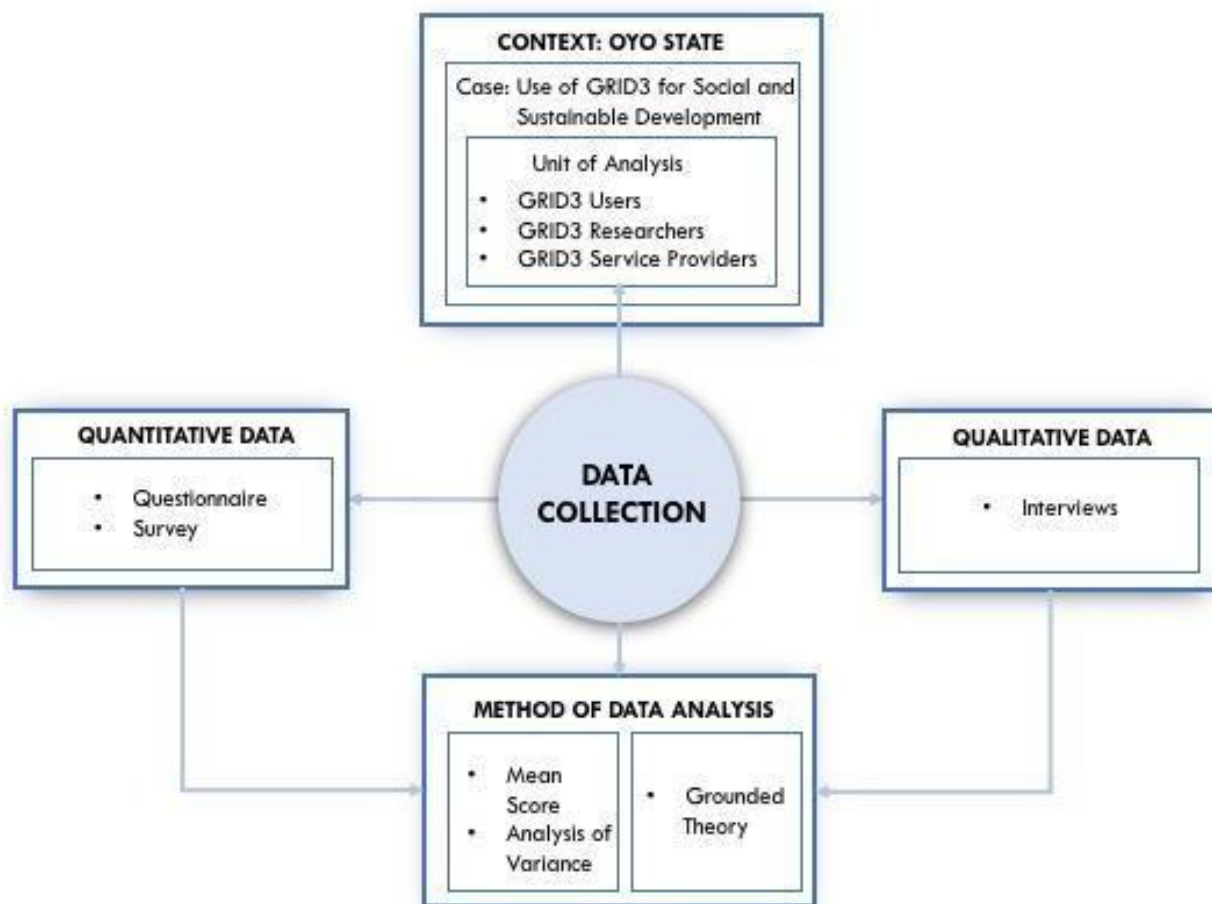 CONTEXT: OYO STATE
Case: Use of GRID3 for Social and
Sustainable Development
Unit of Analysis
• GRID3 Users
• GRID3 Researchers
• GRID3 Service Providers
QUANTITATIVE DATA
• Questionnaire
• Survey
DATA
COLLECTION
QUALITATIVE DATA
• Interviews
METHOD OF DATA ANALYSIS
• Mean
Score
• Analysis of
Variance
• Grounded
Theory